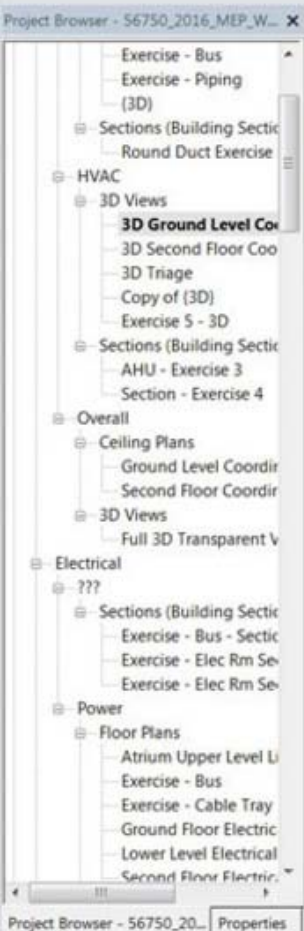 Project Browser - 56750_2016_MEP_W...
Exercise - Bus
Exercise - Piping
{3D}
Sections (Building Sectic
Round Duct Exercise
HVAC
3D Views
3D Ground Level Coo
3D Second Floor Coo
3D Triage
Copy of {3D}
Exercise 5 - 3D
Sections (Building Sectic
AHU - Exercise 3
Section - Exercise 4
Overall
Ceiling Plans
Ground Level Coordir
Second Floor Coordir
3D Views
Full 3D Transparent V
Electrical
???
Sections (Building Sectic
Exercise - Bus - Sectic
Exercise - Elec Rm Se
Exercise - Elec Rm Se
Power
Floor Plans
Atrium Upper Level Li
Exercise - Bus
Exercise - Cable Tray
Ground Floor Electric
Lower Level Electrical
Second Floor Electric
Project Browser - 56750_20... Properties